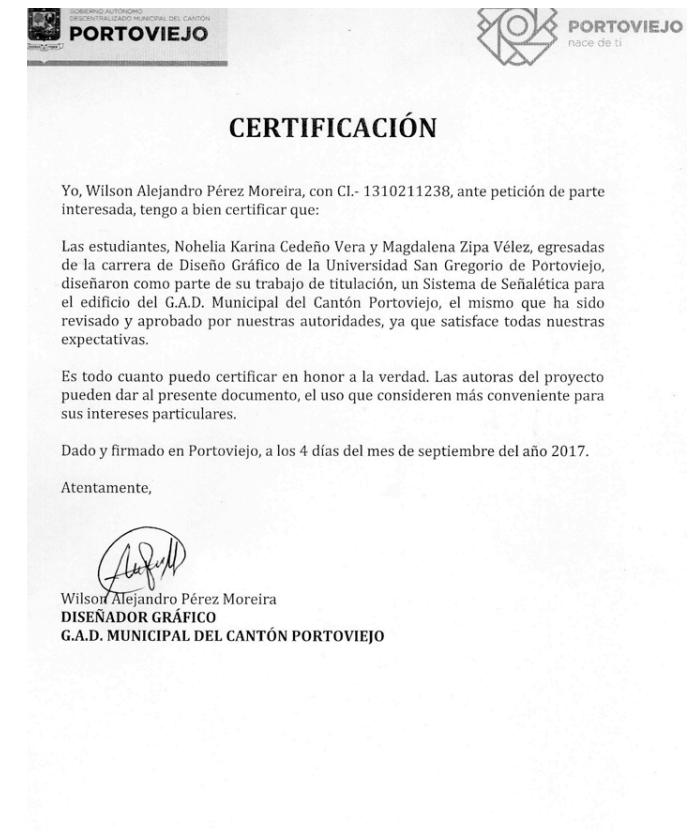 GOBIERNO AUTÓNOMO
DESCENTRALIZADO MUNICIPAL DEL CANTÓN
PORTOVIEJO
PORTOVIEJO
nace de ti
CERTIFICACIÓN
Yo, Wilson Alejandro Pérez Moreira, con CI.- 1310211238, ante petición de parte
interesada, tengo a bien certificar que:
Las estudiantes, Nohelia Karina Cedeño Vera y Magdalena Zipa Vélez, egresadas
de la carrera de Diseño Gráfico de la Universidad San Gregorio de Portoviejo,
diseñaron como parte de su trabajo de titulación, un Sistema de Señalética para
el edificio del G.A.D. Municipal del Cantón Portoviejo, el mismo que ha sido
revisado y aprobado por nuestras autoridades, ya que satisface todas nuestras
expectativas.
Es todo cuanto puedo certificar en honor a la verdad. Las autoras del proyecto
pueden dar al presente documento, el uso que consideren más conveniente para
sus intereses particulares.
Dado y firmado en Portoviejo, a los 4 días del mes de septiembre del año 2017.
Atentamente,
Wilson Alejandro Pérez Moreira
DISEÑADOR GRÁFICO
G.A.D. MUNICIPAL DEL CANTÓN PORTOVIEJO